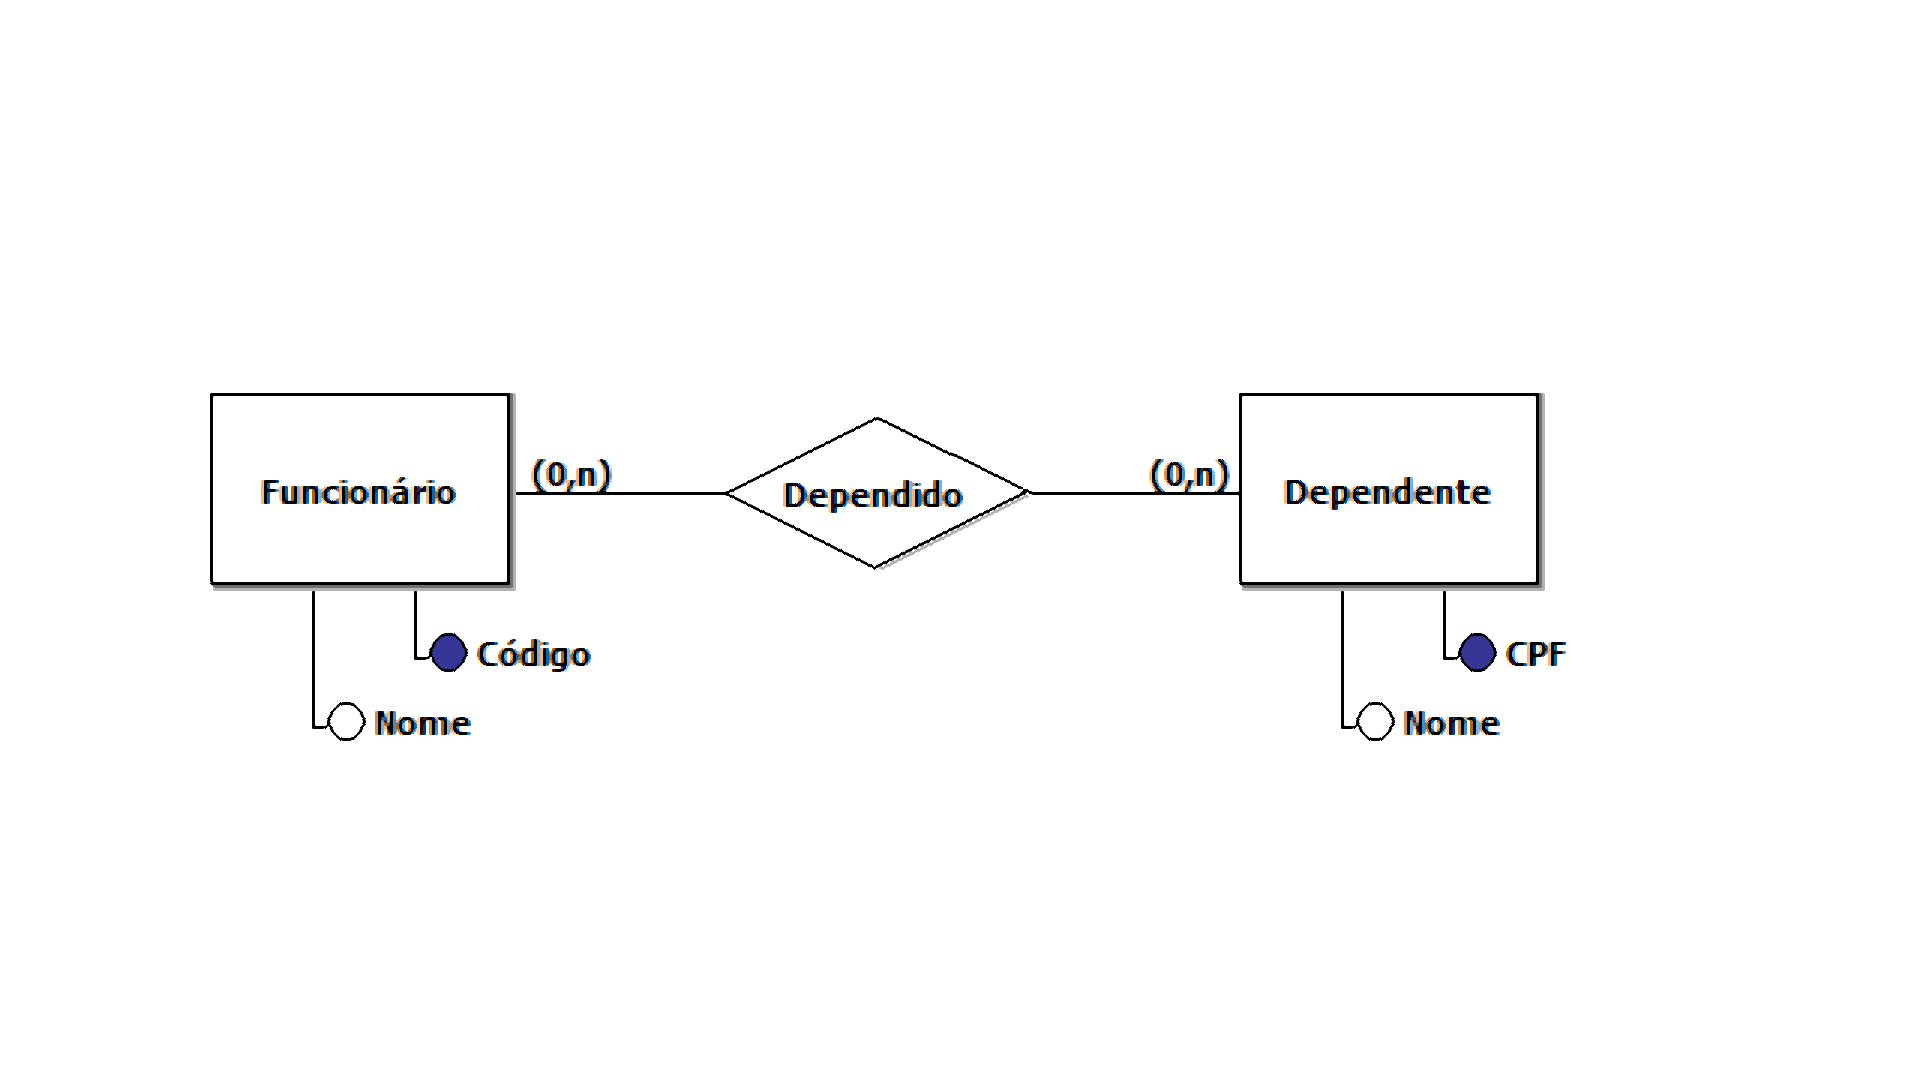 (0,n)
(0,n)
Funcionário
Dependido
Dependente
Código
Nome
CPF
Nome